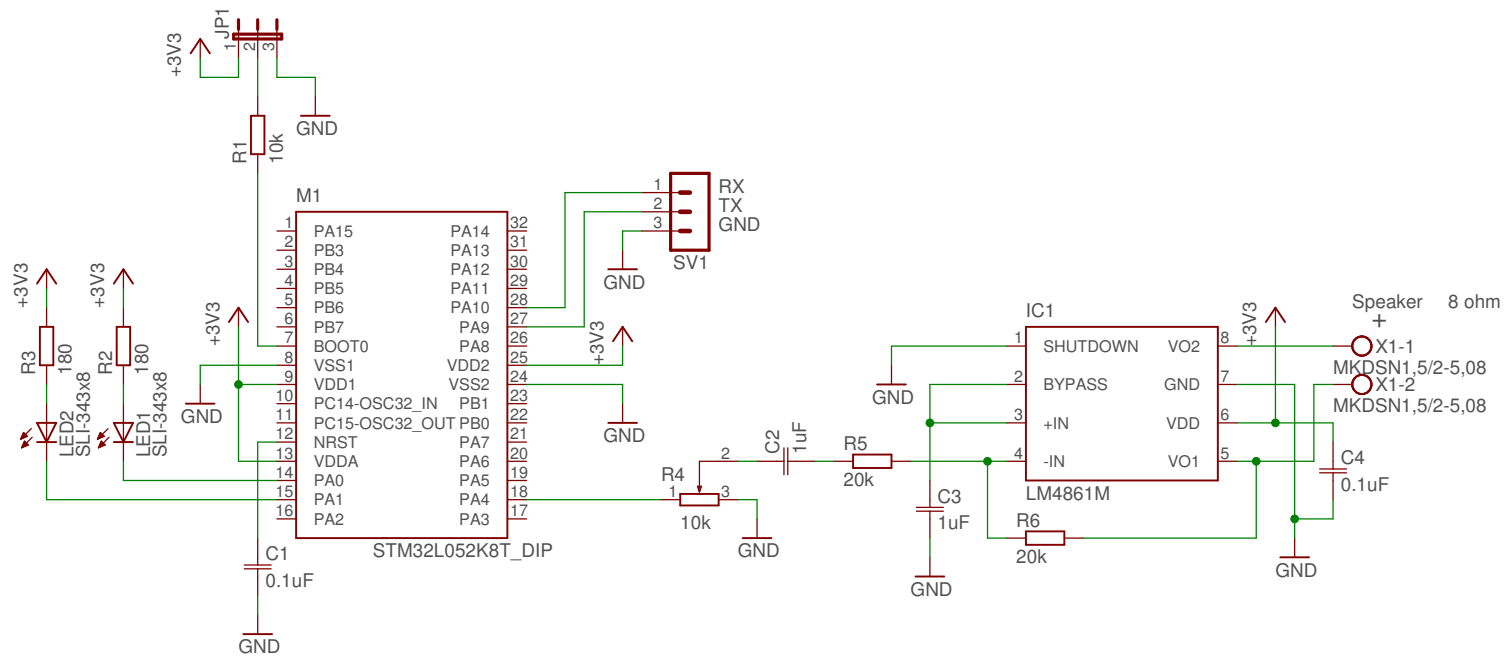 JP1
1
2
3
+3V3
GND
R1
10k
M1
1 PA15
2 PB3
3 PB4
4 PB5
5 PB6
6 PB7
7 BOOT0
8 VSS1
9 VDD1
10 PC14-OSC32_IN
11 PC15-OSC32_OUT
12 NRST
13 VDDA
14 PA0
15 PA1
16 PA2
PA14 32
PA13 31
PA12 30
PA11 29
PA10 28
PA9 27
PA8 26
VDD2 25
VSS2 24
PB1 23
PB0 22
PA7 21
PA6 20
PA5 19
PA4 18
PA3 17
STM32L052K8T_DIP
+3V3
R3
180
LED2
SLI-343x8
+3V3
R2
180
LED1
SLI-343x8
+3V3
GND
C1
0.1uF
GND
1 RX
2 TX
3 GND
SV1
GND
+3V3
GND
R4
1
2
3
10k
GND
C2
1uF
R5
20k
C3
1uF
GND
GND
IC1
1 SHUTDOWN
2 BYPASS
3 +IN
4 -IN
VO2 8
GND 7
VDD 6
VO1 5
LM4861M
R6
20k
+3V3
C4
0.1uF
GND
Speaker 8 ohm
+
X1-1
MKDSN1,5/2-5,08
X1-2
MKDSN1,5/2-5,08